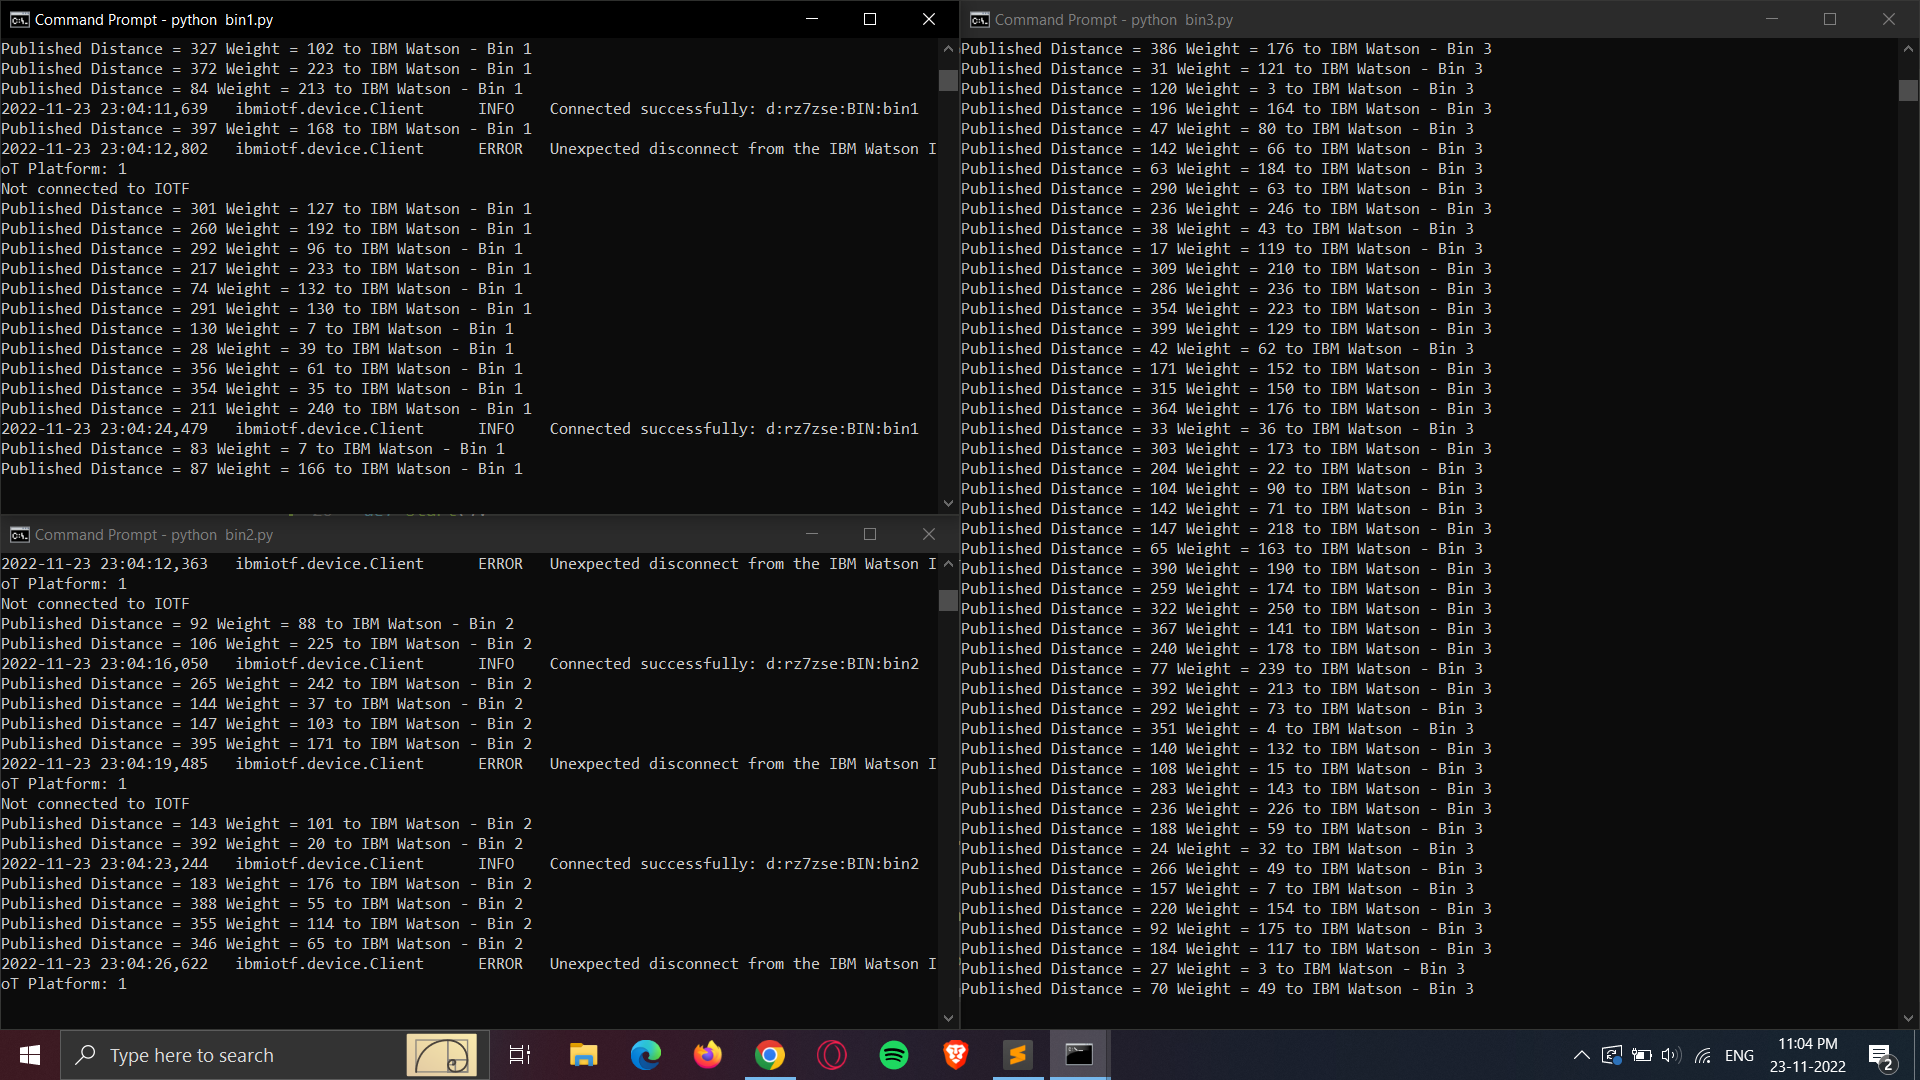 Command Prompt - python  bin1.py
Published Distance = 327 Weight = 102 to IBM Watson - Bin 1
Published Distance = 372 Weight = 223 to IBM Watson - Bin 1
Published Distance = 84 Weight = 213 to IBM Watson - Bin 1
2022-11-23 23:04:11,639   ibmiotf.device.Client      INFO    Connected successfully: d:rz7zse:BIN:bin1
Published Distance = 397 Weight = 168 to IBM Watson - Bin 1
2022-11-23 23:04:12,802   ibmiotf.device.Client      ERROR   Unexpected disconnect from the IBM Watson I
oT Platform: 1
Not connected to IOTF
Published Distance = 301 Weight = 127 to IBM Watson - Bin 1
Published Distance = 260 Weight = 192 to IBM Watson - Bin 1
Published Distance = 292 Weight = 96 to IBM Watson - Bin 1
Published Distance = 217 Weight = 233 to IBM Watson - Bin 1
Published Distance = 74 Weight = 132 to IBM Watson - Bin 1
Published Distance = 291 Weight = 130 to IBM Watson - Bin 1
Published Distance = 130 Weight = 7 to IBM Watson - Bin 1
Published Distance = 28 Weight = 39 to IBM Watson - Bin 1
Published Distance = 356 Weight = 61 to IBM Watson - Bin 1
Published Distance = 354 Weight = 35 to IBM Watson - Bin 1
Published Distance = 211 Weight = 240 to IBM Watson - Bin 1
2022-11-23 23:04:24,479   ibmiotf.device.Client      INFO    Connected successfully: d:rz7zse:BIN:bin1
Published Distance = 83 Weight = 7 to IBM Watson - Bin 1
Published Distance = 87 Weight = 166 to IBM Watson - Bin 1
Command Prompt - python  bin2.py
2022-11-23 23:04:12,363   ibmiotf.device.Client      ERROR   Unexpected disconnect from the IBM Watson I
oT Platform: 1
Not connected to IOTF
Published Distance = 92 Weight = 88 to IBM Watson - Bin 2
Published Distance = 106 Weight = 225 to IBM Watson - Bin 2
2022-11-23 23:04:16,050   ibmiotf.device.Client      INFO    Connected successfully: d:rz7zse:BIN:bin2
Published Distance = 265 Weight = 242 to IBM Watson - Bin 2
Published Distance = 144 Weight = 37 to IBM Watson - Bin 2
Published Distance = 147 Weight = 103 to IBM Watson - Bin 2
Published Distance = 395 Weight = 171 to IBM Watson - Bin 2
2022-11-23 23:04:19,485   ibmiotf.device.Client      ERROR   Unexpected disconnect from the IBM Watson I
oT Platform: 1
Not connected to IOTF
Published Distance = 143 Weight = 101 to IBM Watson - Bin 2
Published Distance = 392 Weight = 20 to IBM Watson - Bin 2
2022-11-23 23:04:23,244   ibmiotf.device.Client      INFO    Connected successfully: d:rz7zse:BIN:bin2
Published Distance = 183 Weight = 176 to IBM Watson - Bin 2
Published Distance = 388 Weight = 55 to IBM Watson - Bin 2
Published Distance = 355 Weight = 114 to IBM Watson - Bin 2
Published Distance = 346 Weight = 65 to IBM Watson - Bin 2
2022-11-23 23:04:26,622   ibmiotf.device.Client      ERROR   Unexpected disconnect from the IBM Watson I
oT Platform: 1
Command Prompt - python  bin3.py
Published Distance = 386 Weight = 176 to IBM Watson - Bin 3
Published Distance = 31 Weight = 121 to IBM Watson - Bin 3
Published Distance = 120 Weight = 3 to IBM Watson - Bin 3
Published Distance = 196 Weight = 164 to IBM Watson - Bin 3
Published Distance = 47 Weight = 80 to IBM Watson - Bin 3
Published Distance = 142 Weight = 66 to IBM Watson - Bin 3
Published Distance = 63 Weight = 184 to IBM Watson - Bin 3
Published Distance = 290 Weight = 63 to IBM Watson - Bin 3
Published Distance = 236 Weight = 246 to IBM Watson - Bin 3
Published Distance = 38 Weight = 43 to IBM Watson - Bin 3
Published Distance = 17 Weight = 119 to IBM Watson - Bin 3
Published Distance = 309 Weight = 210 to IBM Watson - Bin 3
Published Distance = 286 Weight = 236 to IBM Watson - Bin 3
Published Distance = 354 Weight = 223 to IBM Watson - Bin 3
Published Distance = 399 Weight = 129 to IBM Watson - Bin 3
Published Distance = 42 Weight = 62 to IBM Watson - Bin 3
Published Distance = 171 Weight = 152 to IBM Watson - Bin 3
Published Distance = 315 Weight = 150 to IBM Watson - Bin 3
Published Distance = 364 Weight = 176 to IBM Watson - Bin 3
Published Distance = 33 Weight = 36 to IBM Watson - Bin 3
Published Distance = 303 Weight = 173 to IBM Watson - Bin 3
Published Distance = 204 Weight = 22 to IBM Watson - Bin 3
Published Distance = 104 Weight = 90 to IBM Watson - Bin 3
Published Distance = 142 Weight = 71 to IBM Watson - Bin 3
Published Distance = 147 Weight = 218 to IBM Watson - Bin 3
Published Distance = 65 Weight = 163 to IBM Watson - Bin 3
Published Distance = 390 Weight = 190 to IBM Watson - Bin 3
Published Distance = 259 Weight = 174 to IBM Watson - Bin 3
Published Distance = 322 Weight = 250 to IBM Watson - Bin 3
Published Distance = 367 Weight = 141 to IBM Watson - Bin 3
Published Distance = 240 Weight = 178 to IBM Watson - Bin 3
Published Distance = 77 Weight = 239 to IBM Watson - Bin 3
Published Distance = 392 Weight = 213 to IBM Watson - Bin 3
Published Distance = 292 Weight = 73 to IBM Watson - Bin 3
Published Distance = 351 Weight = 4 to IBM Watson - Bin 3
Published Distance = 140 Weight = 132 to IBM Watson - Bin 3
Published Distance = 108 Weight = 15 to IBM Watson - Bin 3
Published Distance = 283 Weight = 143 to IBM Watson - Bin 3
Published Distance = 236 Weight = 226 to IBM Watson - Bin 3
Published Distance = 188 Weight = 59 to IBM Watson - Bin 3
Published Distance = 24 Weight = 32 to IBM Watson - Bin 3
Published Distance = 266 Weight = 49 to IBM Watson - Bin 3
Published Distance = 157 Weight = 7 to IBM Watson - Bin 3
Published Distance = 220 Weight = 154 to IBM Watson - Bin 3
Published Distance = 92 Weight = 175 to IBM Watson - Bin 3
Published Distance = 184 Weight = 117 to IBM Watson - Bin 3
Published Distance = 27 Weight = 3 to IBM Watson - Bin 3
Published Distance = 70 Weight = 49 to IBM Watson - Bin 3
Type here to search
ENG
11:04 PM
23-11-2022
2